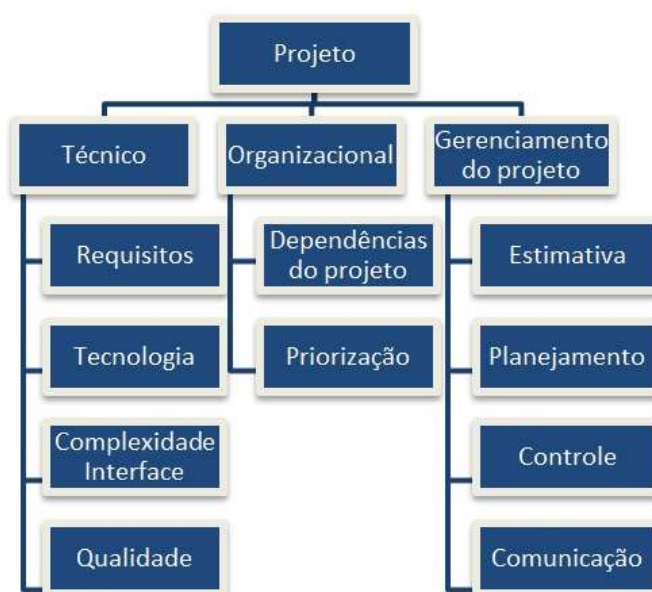 Projeto
Técnico
Organizacional
Gerenciamento
do projeto
Requisitos
Tecnologia
Complexidade
Interface
Qualidade
Dependências
do projeto
Priorização
Estimativa
Planejamento
Controle
Comunicação